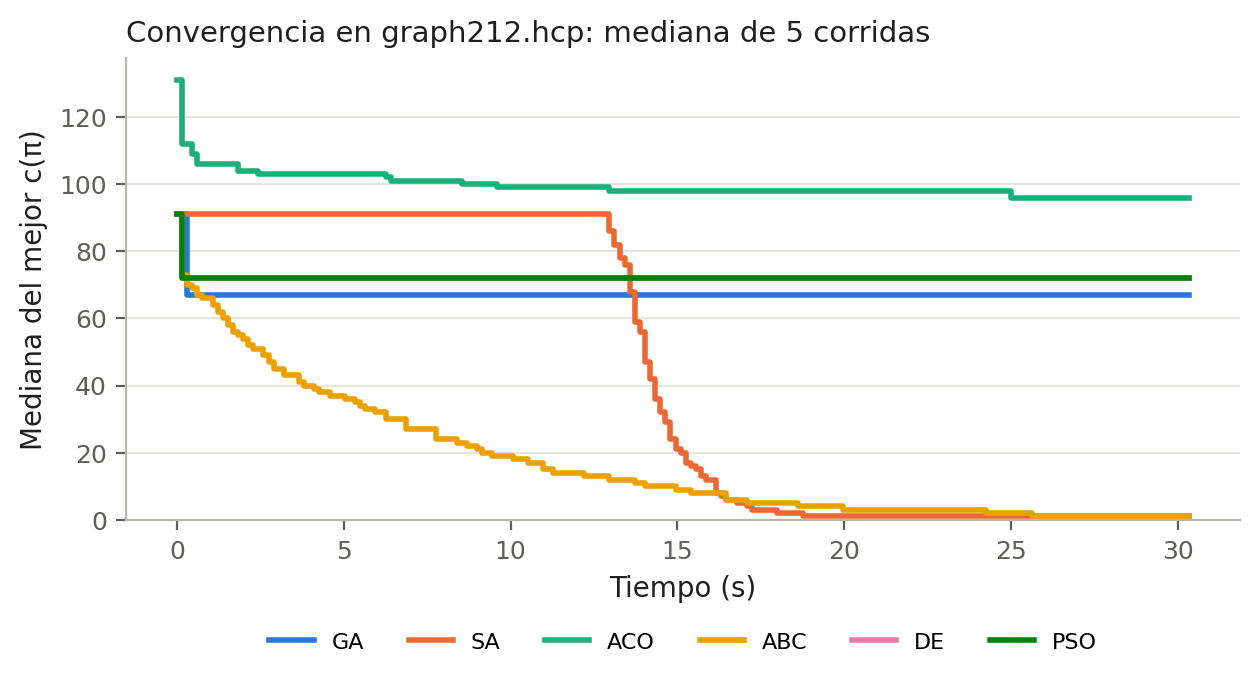 Convergencia en graph212.hcp: mediana de 5 corridas
Mediana del mejor c(π)
120
100
80
60
40
20
0
0 5 10 15 20 25 30
Tiempo (s)
GA SA ACO ABC DE PSO